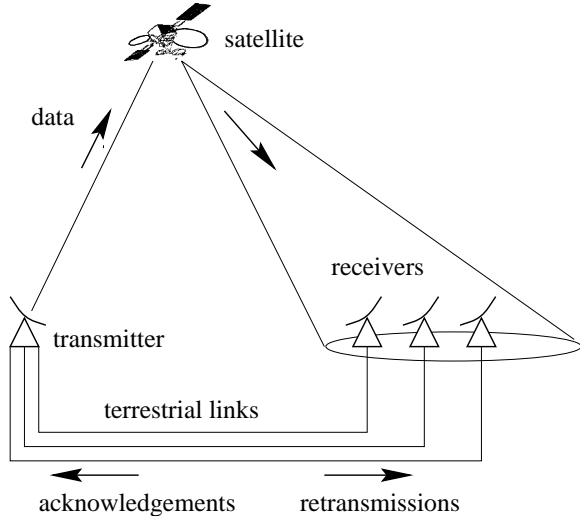 satellite
data
receivers
transmitter
terrestrial links
acknowledgements
retransmissions